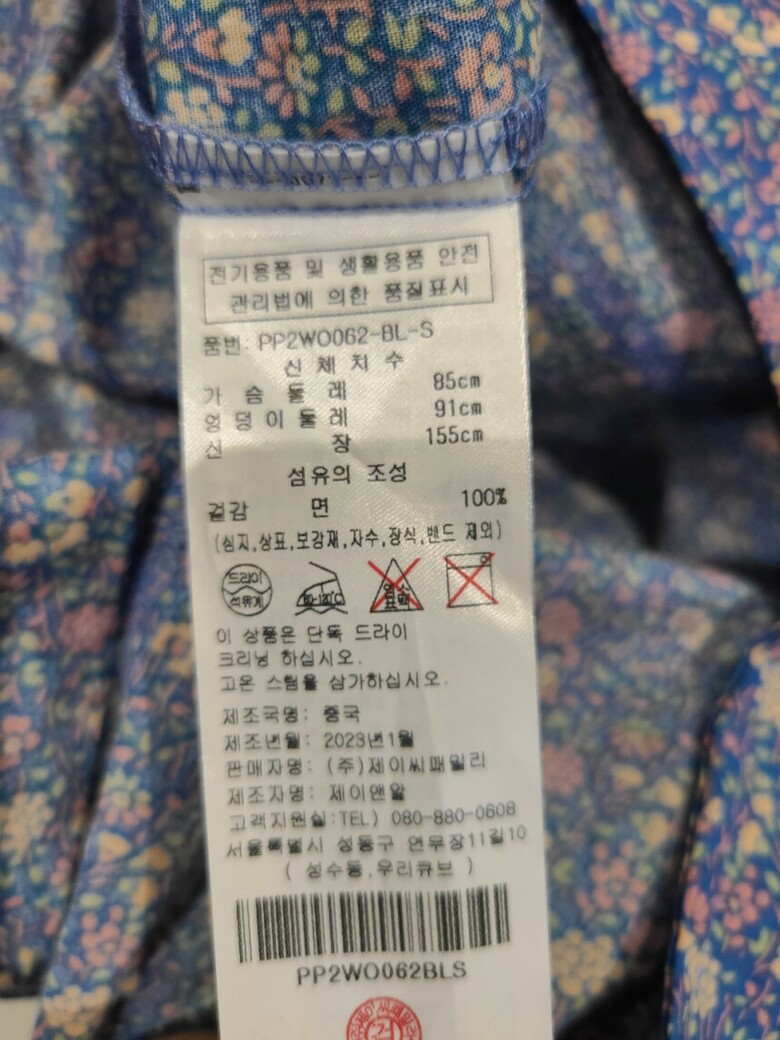 전기용품 및 생활용품 안전
관리법에 의한 품질표시
품번: PP2WO062-BL-S
신 체 치 수
가 슴 둘 레 85cm
엉 덩 이 둘 레 91cm
신 장 155cm
섬유의 조성
겉감 면 100%
(심지,상표,보강재,자수,장식,밴드 제외)
드라이
석유계
이 상품은 단독 드라이
크리닝 하십시오.
고온 스팀을 삼가하십시오.
제조국명: 중국
제조년월: 2023년1월
판매자명: (주)제이씨패밀리
제조자명: 제이앤알
고객지원실:TEL) 080-880-0608
서울특별시 성동구 연무장11길10
( 성수동,우리큐브 )
PP2WO062BLS